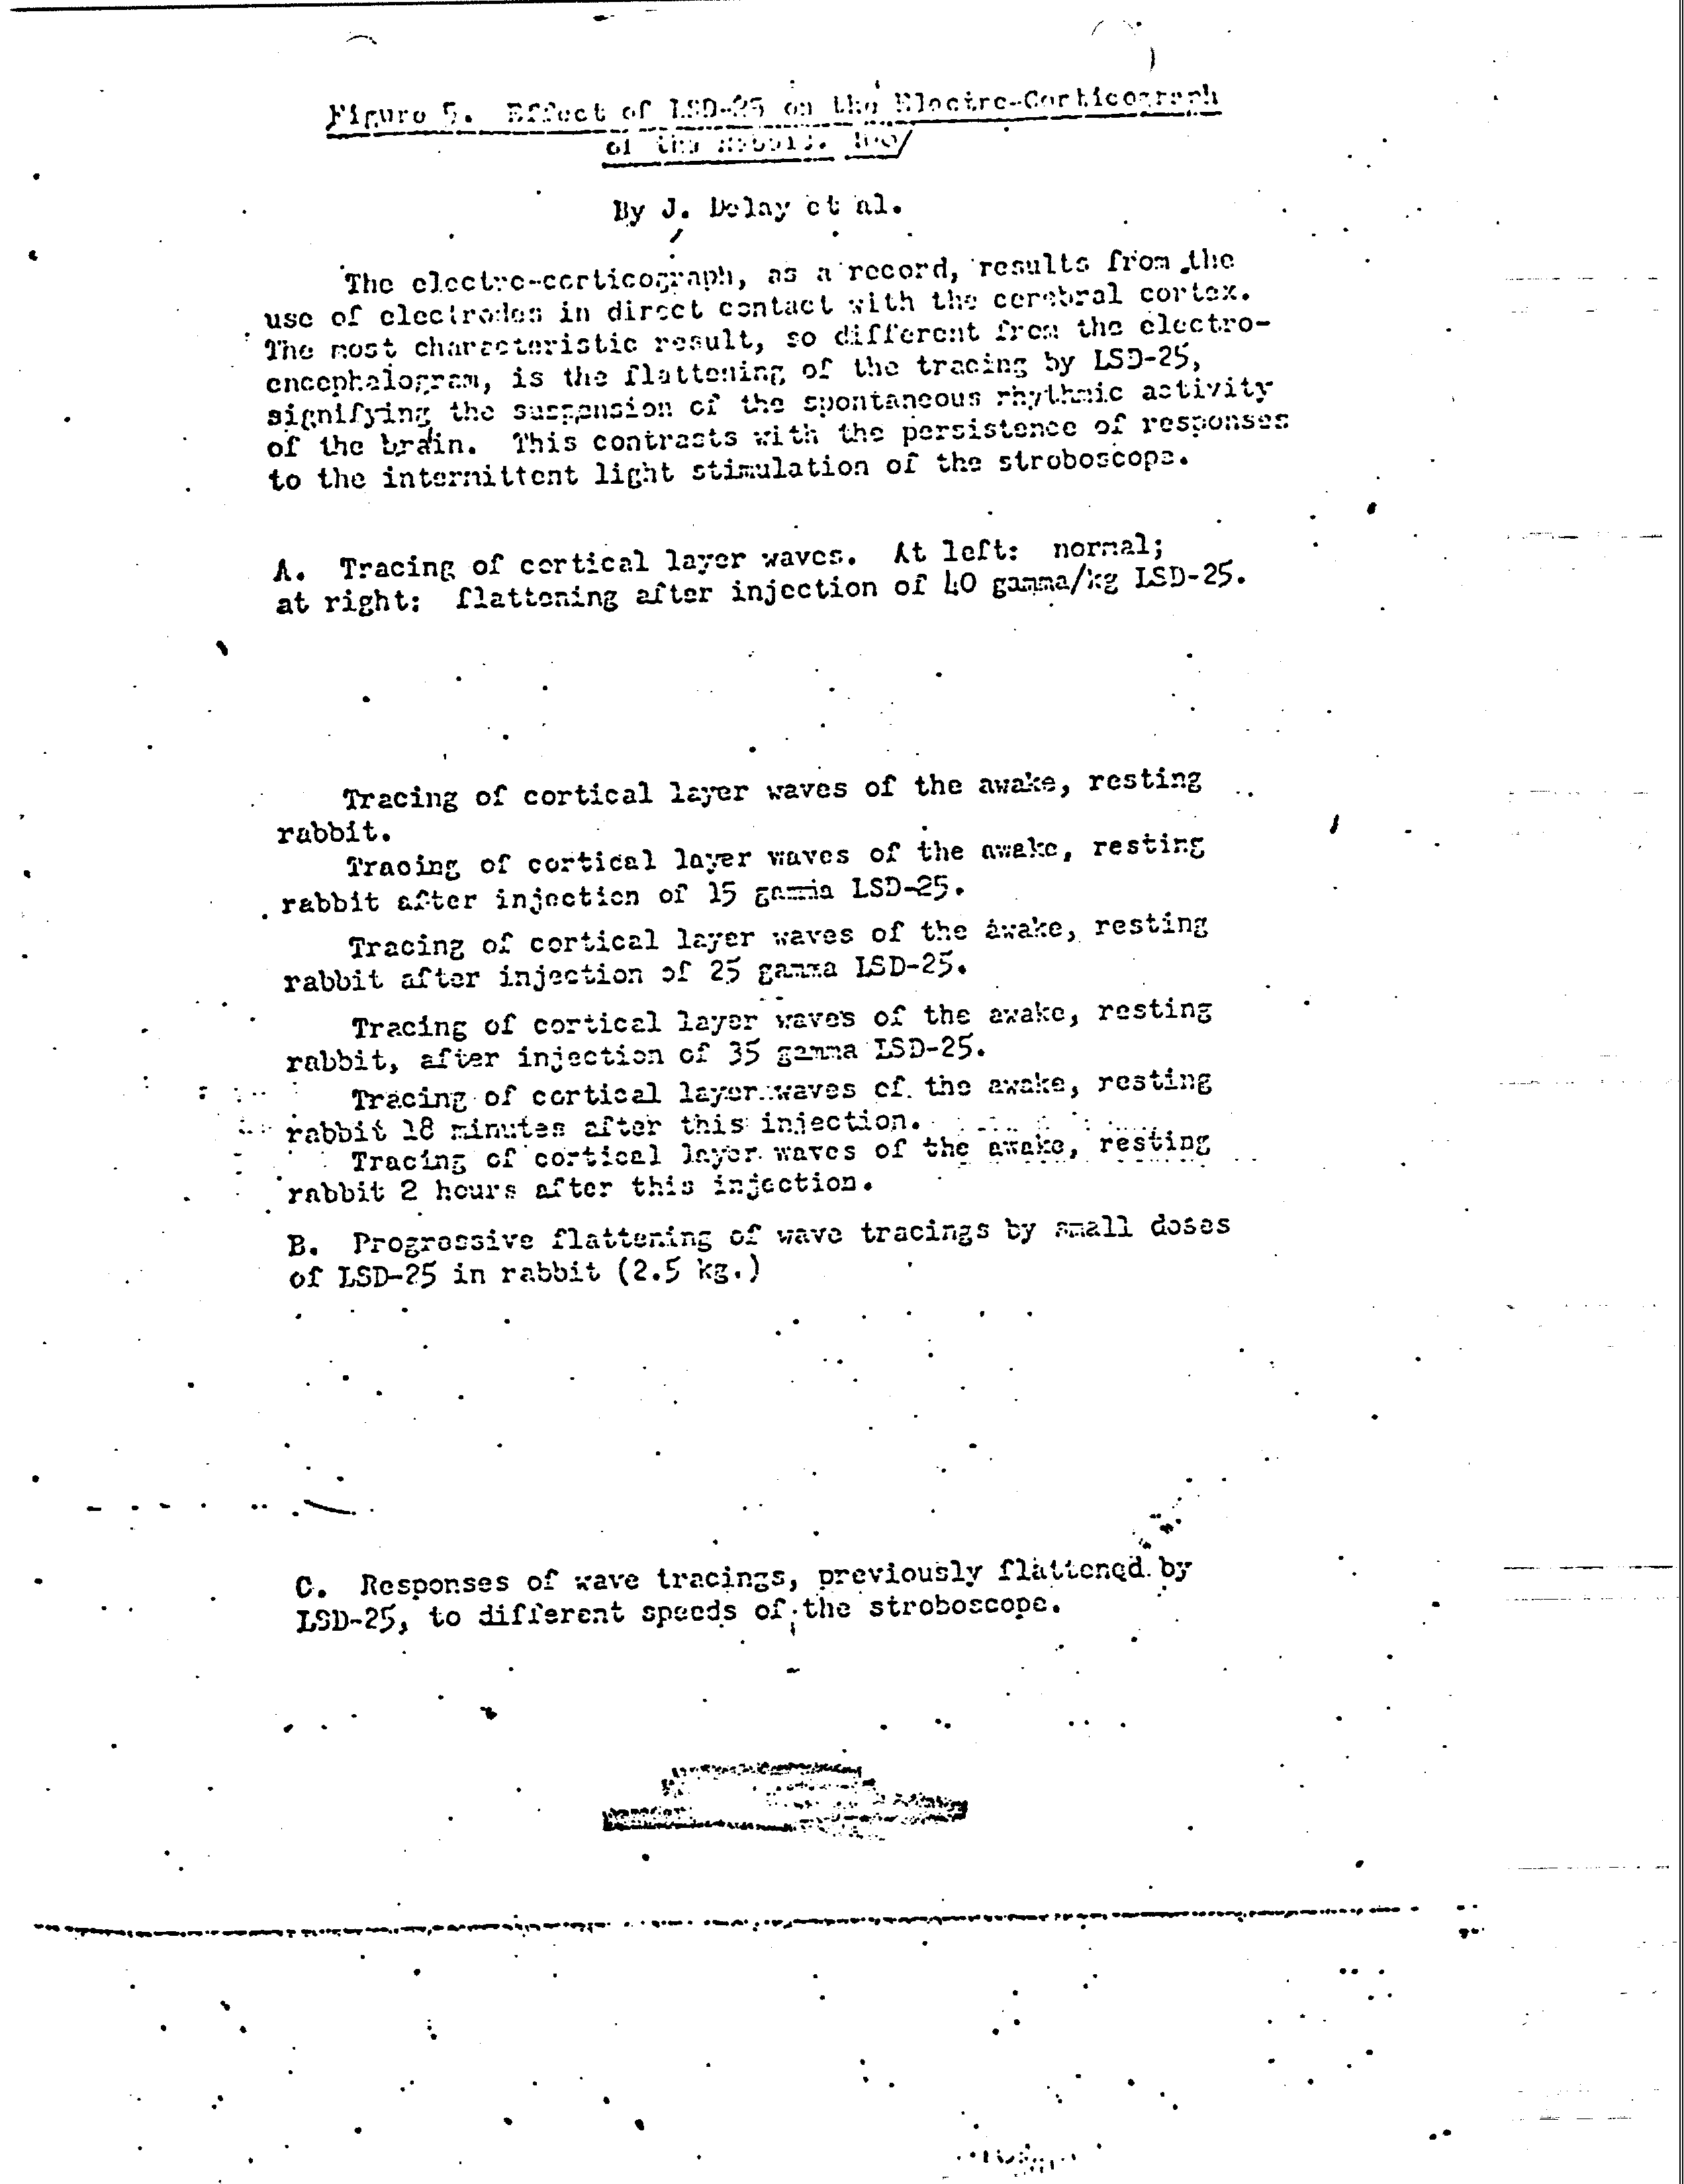 Figure 5. Effect of LSD-25 on the Electro-Corticograph
of the Rabbit.
By J. Delay et al.
The electro-corticograph, as a record, results from the
use of electrodes in direct contact with the cerebral cortex.
The most characteristic result, so different from the electro-
encephalogram, is the flattening of the tracing by LSD-25,
signifying the suspension of the spontaneous rhythmic activity
of the brain. This contrasts with the persistence of responses
to the intermittent light stimulation of the stroboscope.
A. Tracing of cortical layer waves. At left: normal;
at right: flattening after injection of 40 gamma/kg LSD-25.
Tracing of cortical layer waves of the awake, resting
rabbit.
Tracing of cortical layer waves of the awake, resting
rabbit after injection of 15 gamma LSD-25.
Tracing of cortical layer waves of the awake, resting
rabbit after injection of 25 gamma LSD-25.
Tracing of cortical layer waves of the awake, resting
rabbit, after injection of 35 gamma LSD-25.
Tracing of cortical layer waves of the awake, resting
rabbit 18 minutes after this injection.
Tracing of cortical layer waves of the awake, resting
rabbit 2 hours after this injection.
B. Progressive flattening of wave tracings by small doses
of LSD-25 in rabbit (2.5 kg.)
C. Responses of wave tracings, previously flattened by
LSD-25, to different speeds of the stroboscope.